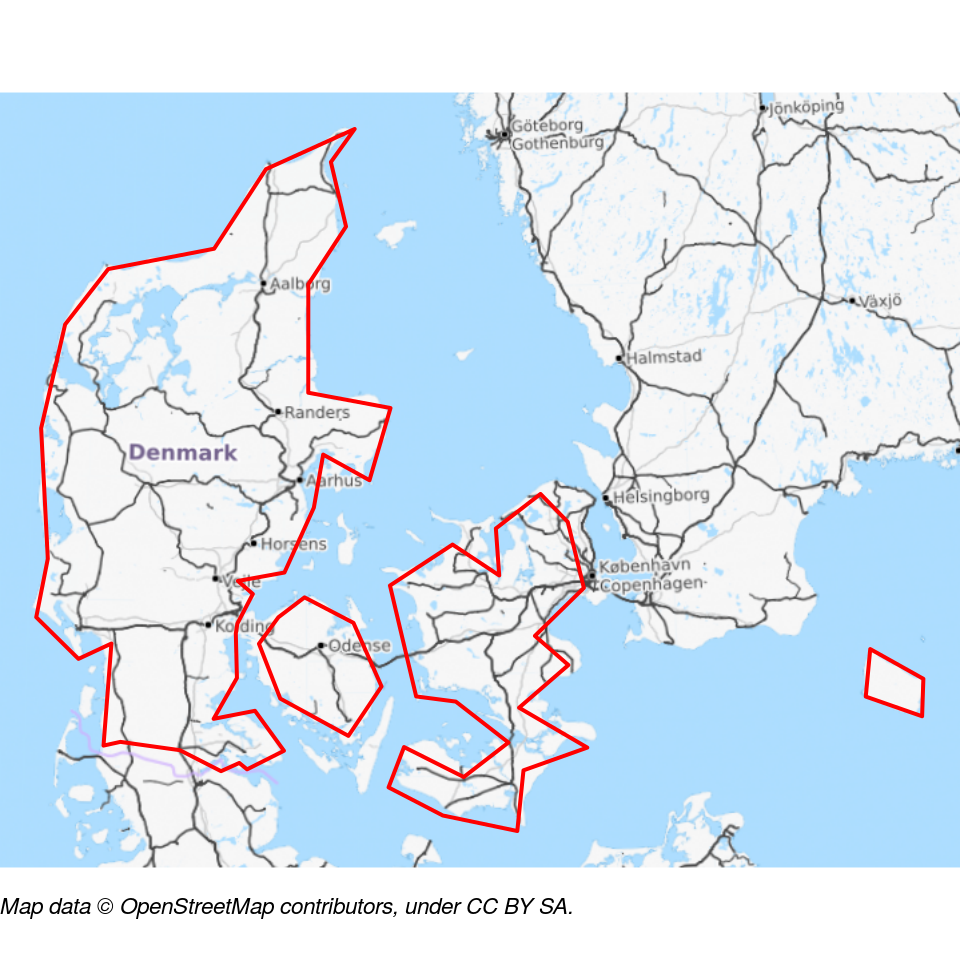 Jönköping
Göteborg
Gothenburg
Aalborg
Växjö
Halmstad
Randers
Denmark
Aarhus
Helsingborg
Horsens
København
Copenhagen
Vejle
Kolding
Odense
Map data © OpenStreetMap contributors, under CC BY SA.